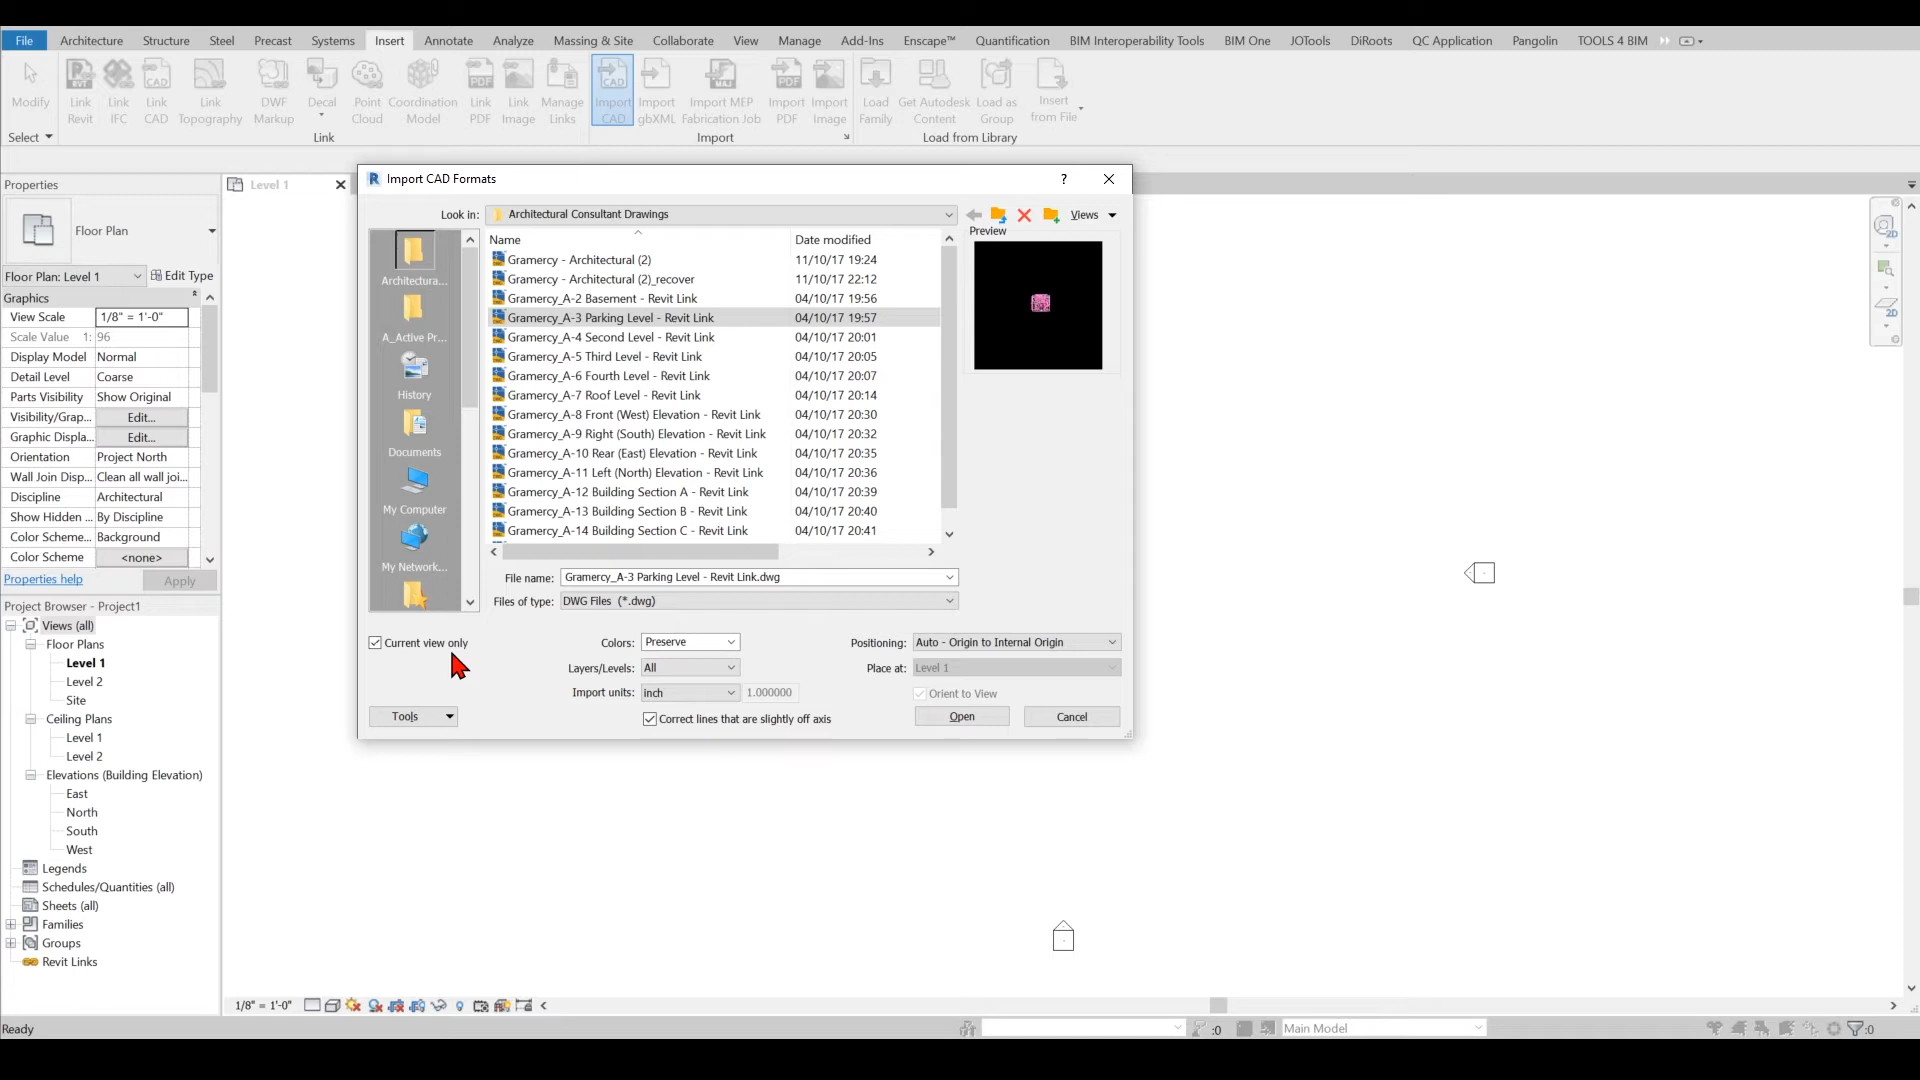 File Architecture Structure Steel Precast Systems Insert Annotate Analyze Massing & Site Collaborate View Manage Add-Ins Enscape™ Quantification BIM Interoperability Tools BIM One JOTools DiRoots QC Application Pangolin TOOLS 4 BIM
Modify
Link Revit
Link IFC
Link CAD
Link Topography
DWF Markup
Decal
Point Cloud
Coordination Model
Link PDF
Link Image
Manage Links
Import CAD
Import gbXML
Import MEP Fabrication Job
Import PDF
Import Image
Load Family
Get Autodesk Content
Load as Group
Insert from File
Select
Link
Import
Load from Library
Properties
Floor Plan
Floor Plan: Level 1
Edit Type
Graphics
View Scale 1/8" = 1'-0"
Scale Value 1: 96
Display Model Normal
Detail Level Coarse
Parts Visibility Show Original
Visibility/Grap... Edit...
Graphic Displa... Edit...
Orientation Project North
Wall Join Disp... Clean all wall joi...
Discipline Architectural
Show Hidden ... By Discipline
Color Scheme... Background
Color Scheme <none>
Properties help
Apply
Project Browser - Project1
Views (all)
Floor Plans
Level 1
Level 2
Site
Ceiling Plans
Level 1
Level 2
Elevations (Building Elevation)
East
North
South
West
Legends
Schedules/Quantities (all)
Sheets (all)
Families
Groups
Revit Links
Level 1
Import CAD Formats
?
Look in: Architectural Consultant Drawings
Views
Architectura...
A_Active Pr...
History
Documents
My Computer
My Network...
Name Date modified
Gramercy - Architectural (2) 11/10/17 19:24
Gramercy - Architectural (2)_recover 11/10/17 22:12
Gramercy_A-2 Basement - Revit Link 04/10/17 19:56
Gramercy_A-3 Parking Level - Revit Link 04/10/17 19:57
Gramercy_A-4 Second Level - Revit Link 04/10/17 20:01
Gramercy_A-5 Third Level - Revit Link 04/10/17 20:05
Gramercy_A-6 Fourth Level - Revit Link 04/10/17 20:07
Gramercy_A-7 Roof Level - Revit Link 04/10/17 20:14
Gramercy_A-8 Front (West) Elevation - Revit Link 04/10/17 20:30
Gramercy_A-9 Right (South) Elevation - Revit Link 04/10/17 20:32
Gramercy_A-10 Rear (East) Elevation - Revit Link 04/10/17 20:35
Gramercy_A-11 Left (North) Elevation - Revit Link 04/10/17 20:36
Gramercy_A-12 Building Section A - Revit Link 04/10/17 20:39
Gramercy_A-13 Building Section B - Revit Link 04/10/17 20:40
Gramercy_A-14 Building Section C - Revit Link 04/10/17 20:41
Preview
File name: Gramercy_A-3 Parking Level - Revit Link.dwg
Files of type: DWG Files (*.dwg)
Current view only
Colors: Preserve
Layers/Levels: All
Import units: inch 1.000000
Correct lines that are slightly off axis
Positioning: Auto - Origin to Internal Origin
Place at: Level 1
Orient to View
Tools
Open
Cancel
2D
2D
1/8" = 1'-0"
Ready
:0
Main Model
:0